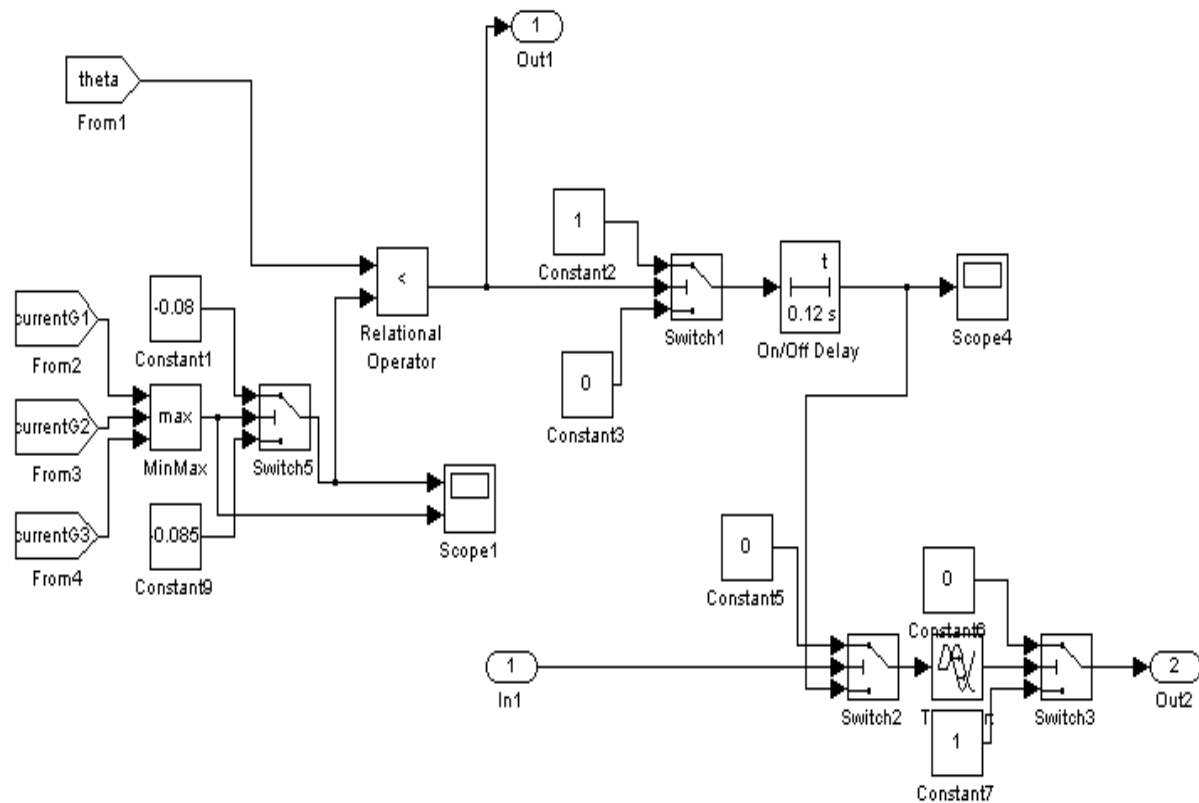 1
Out1
theta
From1
1
Constant2
<
Relational
Operator
t
0.12 s
On/Off Delay
Switch1
Scope4
0
Constant3
currentG1
From2
-0.08
Constant1
currentG2
From3
max
MinMax
Switch5
currentG3
From4
-0.085
Constant9
Scope1
0
Constant5
0
Constant6
1
In1
Switch2
Switch3
2
Out2
1
Constant7